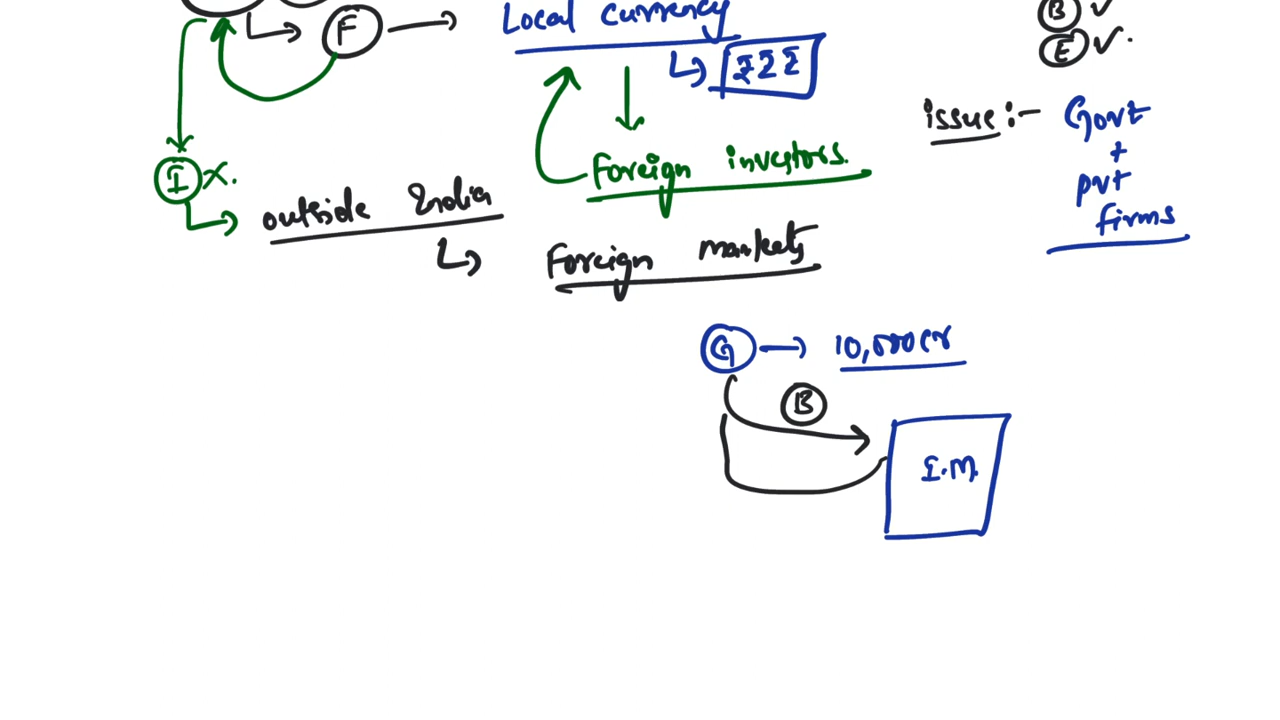 Local currency
F
B ✓
E ✓.
₹₹₹
issue :- Govt
+
pvt
firms
I x.
Foreign investors.
outside India
Foreign markets
G → 10,000 cr
B
I.M.